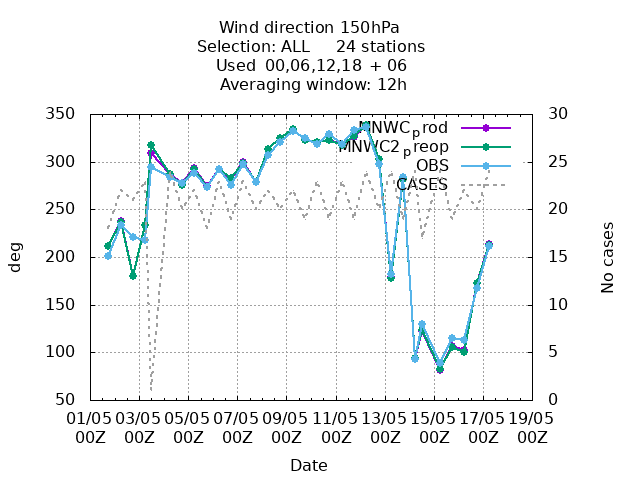 Wind direction 150hPa
Selection: ALL 24 stations
Used 00,06,12,18 + 06
Averaging window: 12h
350 30
MNWCprod
MNWC2preop
300 25
OBS
CASES
250 20
200 15
deg
No cases
150 10
100 5
50 0
01/05 03/05 05/05 07/05 09/05 11/05 13/05 15/05 17/05 19/05
00Z 00Z 00Z 00Z 00Z 00Z 00Z 00Z 00Z 00Z
Date